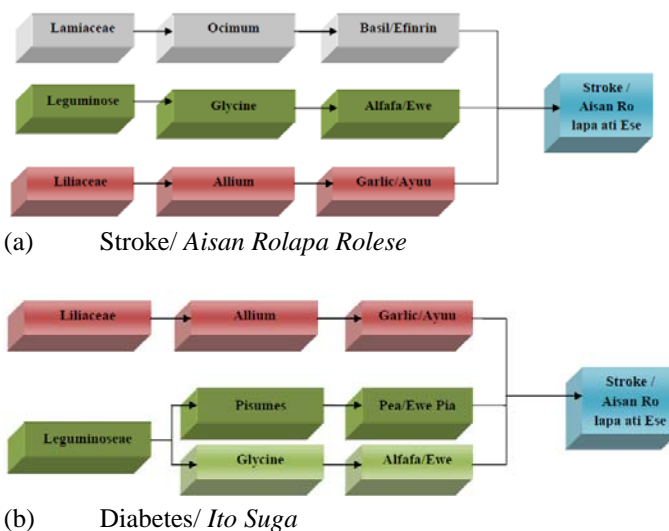 Lamiaceae
Ocimum
Basil/Efinrin
Leguminose
Glycine
Alfafa/Ewe
Stroke /
Aisan Ro
lapa ati Ese
Liliaceae
Allium
Garlic/Ayuu
(a) Stroke/ Aisan Rolapa Rolese
Liliaceae
Allium
Garlic/Ayuu
Leguminoseae
Pisumes
Pea/Ewe Pia
Glycine
Alfafa/Ewe
Stroke /
Aisan Ro
lapa ati Ese
(b) Diabetes/ Ito Suga